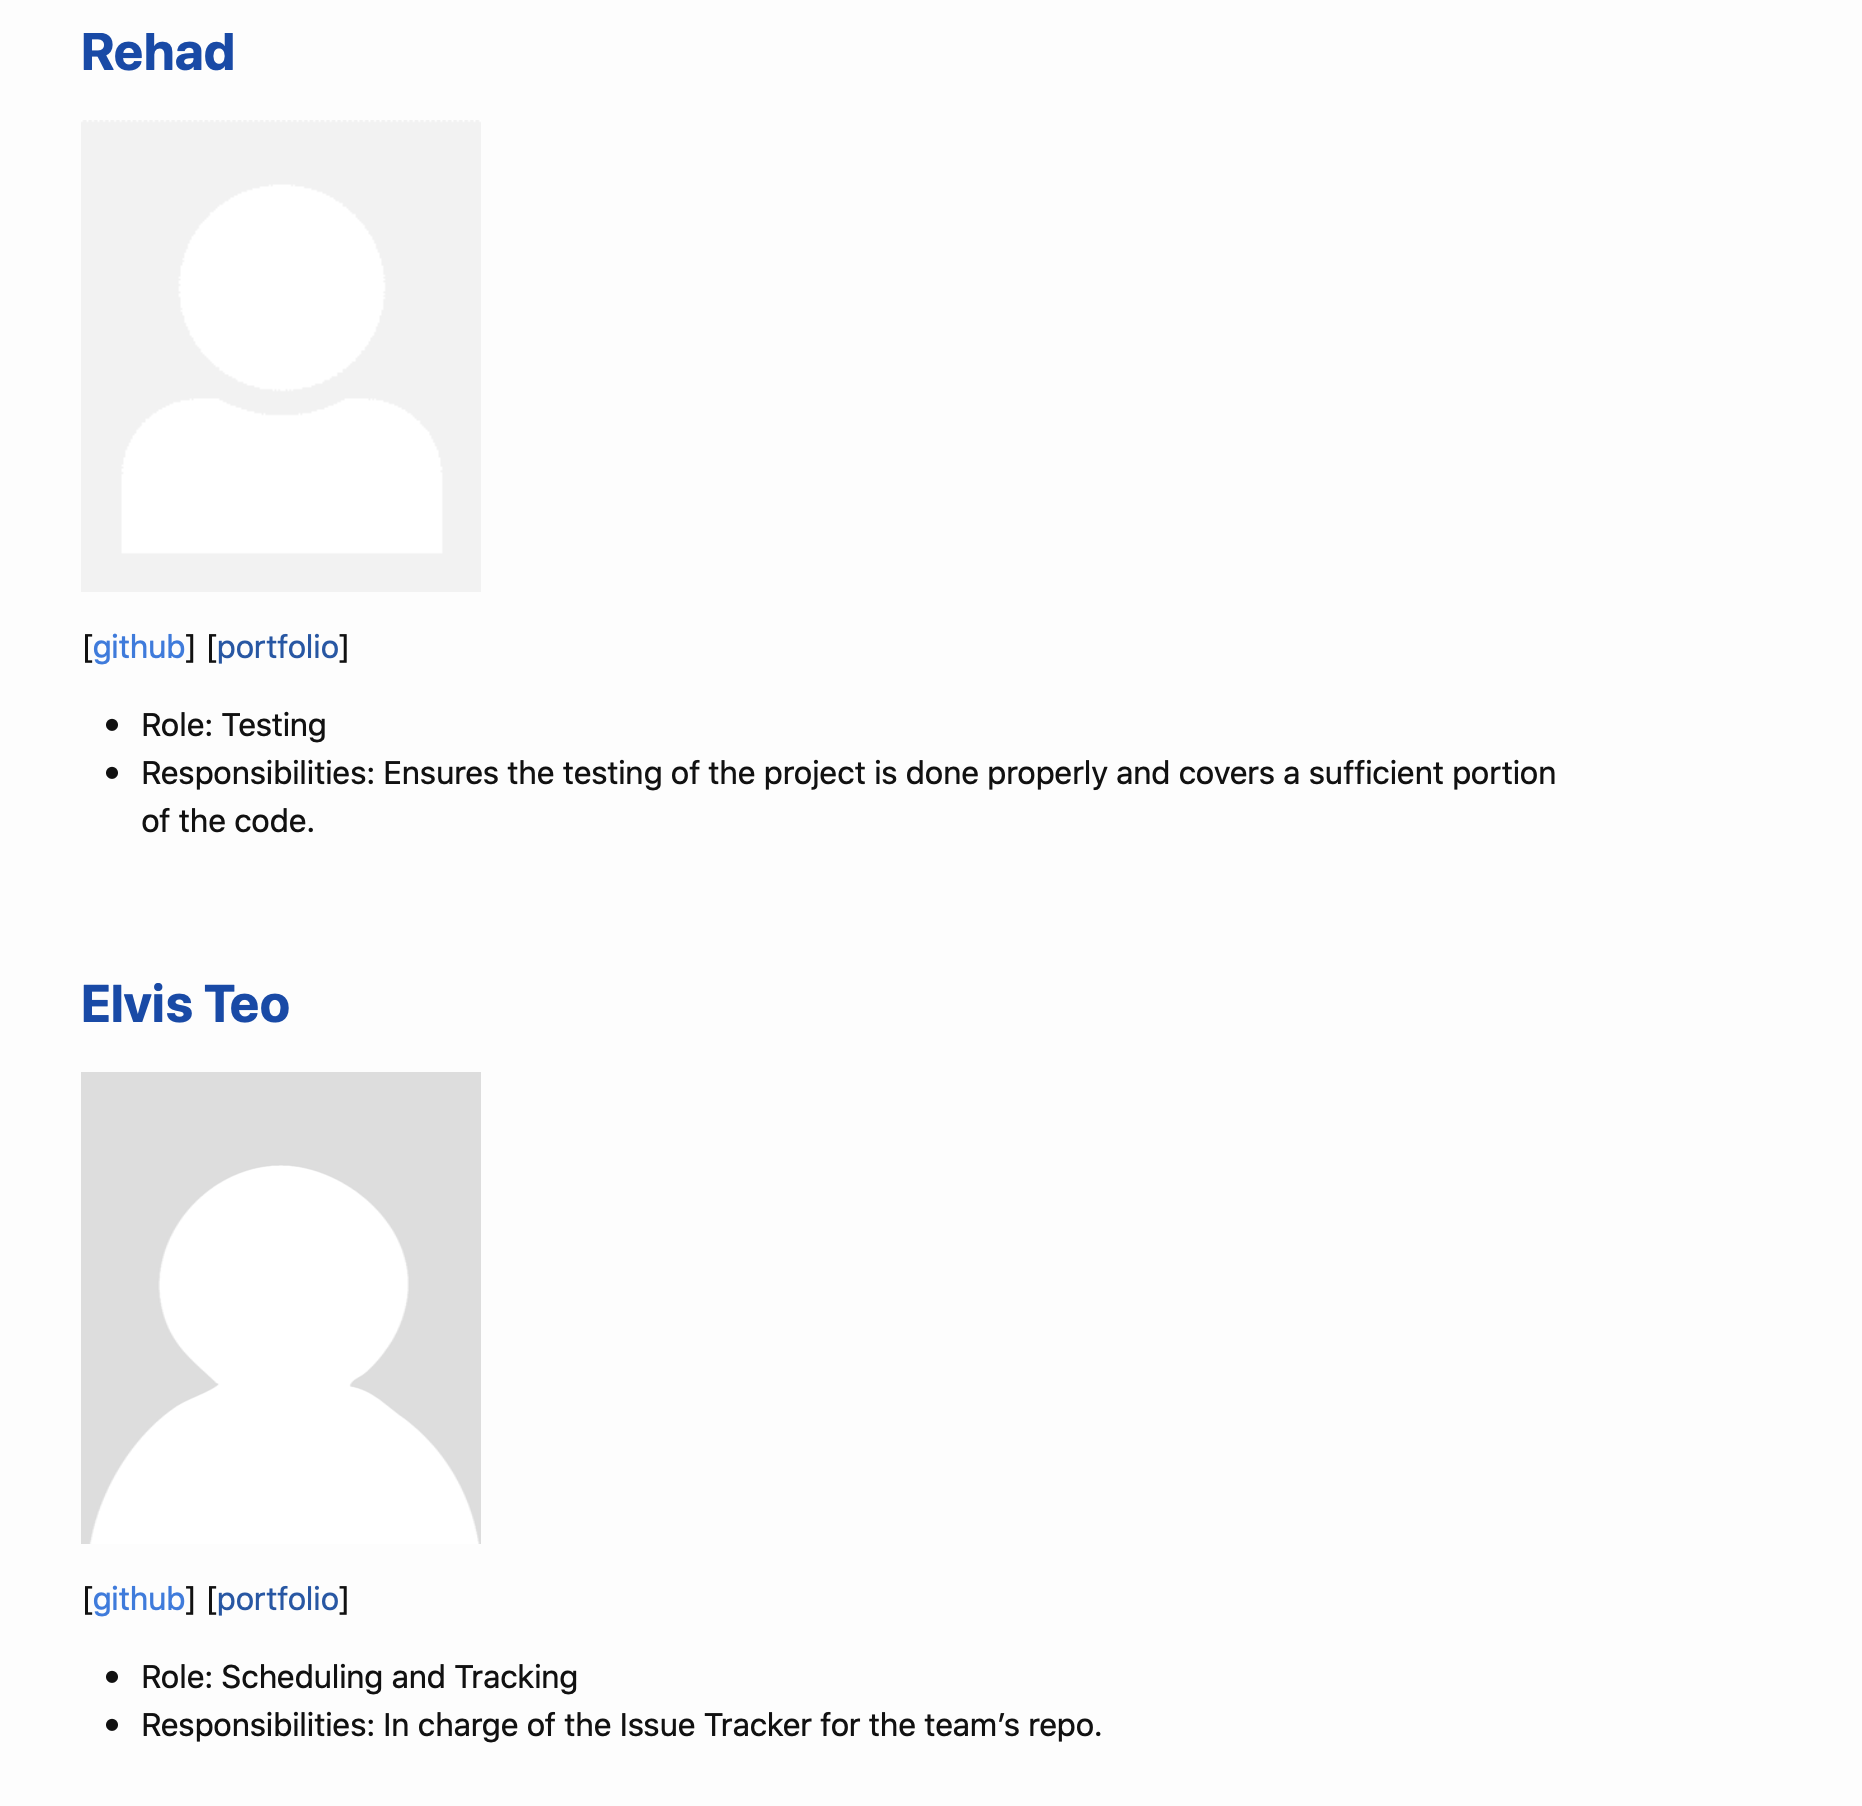 Rehad
[github] [portfolio]
• Role: Testing
• Responsibilities: Ensures the testing of the project is done properly and covers a sufficient portion
of the code.
Elvis Teo
[github] [portfolio]
• Role: Scheduling and Tracking
• Responsibilities: In charge of the Issue Tracker for the team’s repo.